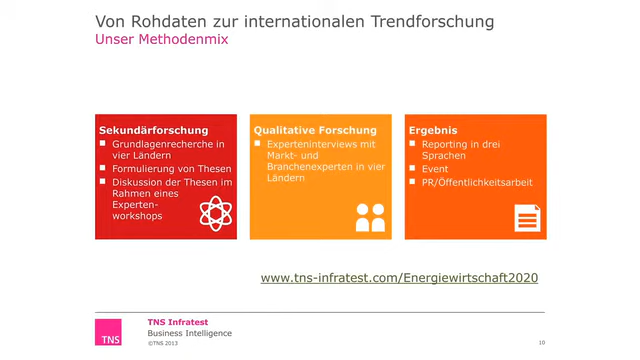 Von Rohdaten zur internationalen Trendforschung
Unser Methodenmix
Sekundärforschung
Grundlagenrecherche in
vier Ländern
Formulierung von Thesen
Diskussion der Thesen im
Rahmen eines
Experten-
workshops
Qualitative Forschung
Experteninterviews mit
Markt- und
Branchenexperten in vier
Ländern
Ergebnis
Reporting in drei
Sprachen
Event
PR/Öffentlichkeitsarbeit
www.tns-infratest.com/Energiewirtschaft2020
TNS
TNS Infratest
Business Intelligence
©TNS 2013
10